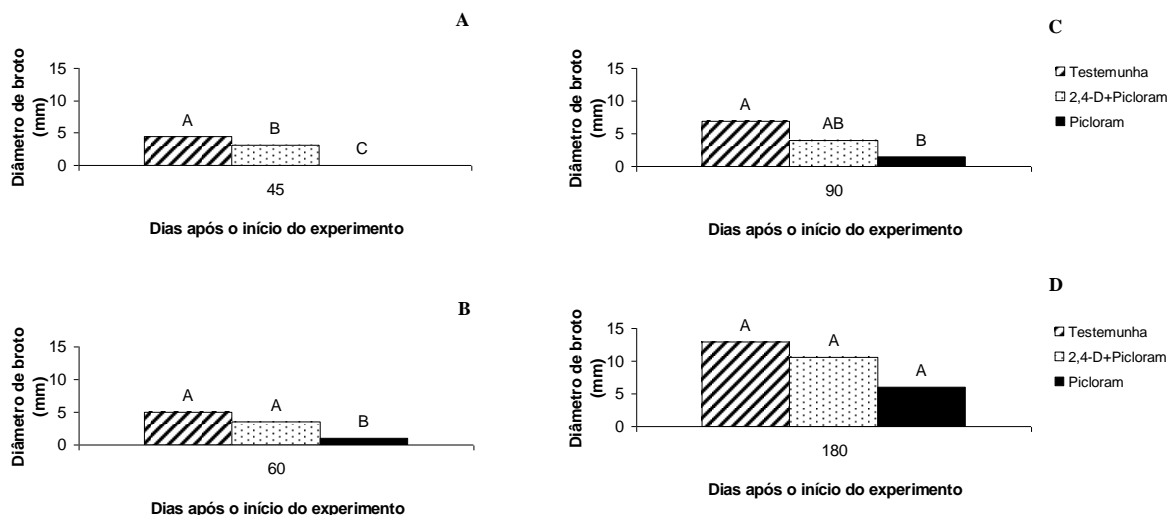 A
Diâmetro de broto
(mm)
15
10
5
0
A
B
C
45
Dias após o início do experimento
C
Diâmetro de broto
(mm)
15
10
5
0
A
AB
B
90
Dias após o início do experimento
Testemunha
2,4-D+Picloram
Picloram
B
Diâmetro de broto
(mm)
15
10
5
0
A
A
B
60
Dias após o início do experimento
D
Diâmetro de broto
(mm)
15
10
5
0
A
A
A
180
Dias após o início do experimento
Testemunha
2,4-D+Picloram
Picloram